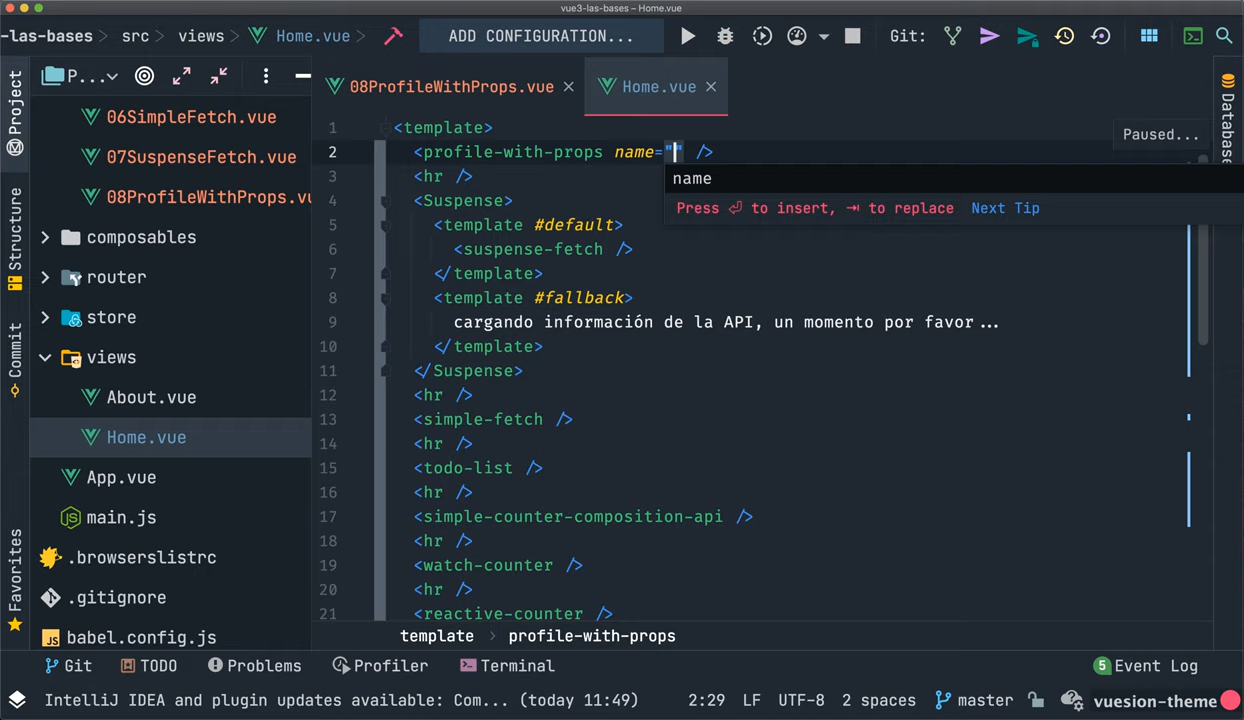 vue3-las-bases – Home.vue
-las-bases > src > views > Home.vue ADD CONFIGURATION... Git:
P... 08ProfileWithProps.vue × Home.vue ×
Project
Structure
Commit
Favorites
Database
06SimpleFetch.vue
07SuspenseFetch.vue
08ProfileWithProps.vu
composables
router
store
views
About.vue
Home.vue
App.vue
main.js
.browserslistrc
.gitignore
babel.config.js
1 <template>
2 <profile-with-props name="" />
3 <hr />
4 <Suspense>
5 <template #default>
6 <suspense-fetch />
7 </template>
8 <template #fallback>
9 cargando información de la API, un momento por favor...
10 </template>
11 </Suspense>
12 <hr />
13 <simple-fetch />
14 <hr />
15 <todo-list />
16 <hr />
17 <simple-counter-composition-api />
18 <hr />
19 <watch-counter />
20 <hr />
21 <reactive-counter />
Paused...
name
Press ⏎ to insert, ⇥ to replace Next Tip
template > profile-with-props
Git TODO Problems Profiler Terminal 5 Event Log
IntelliJ IDEA and plugin updates available: Com... (today 11:49) 2:29 LF UTF-8 2 spaces master vuesion-theme